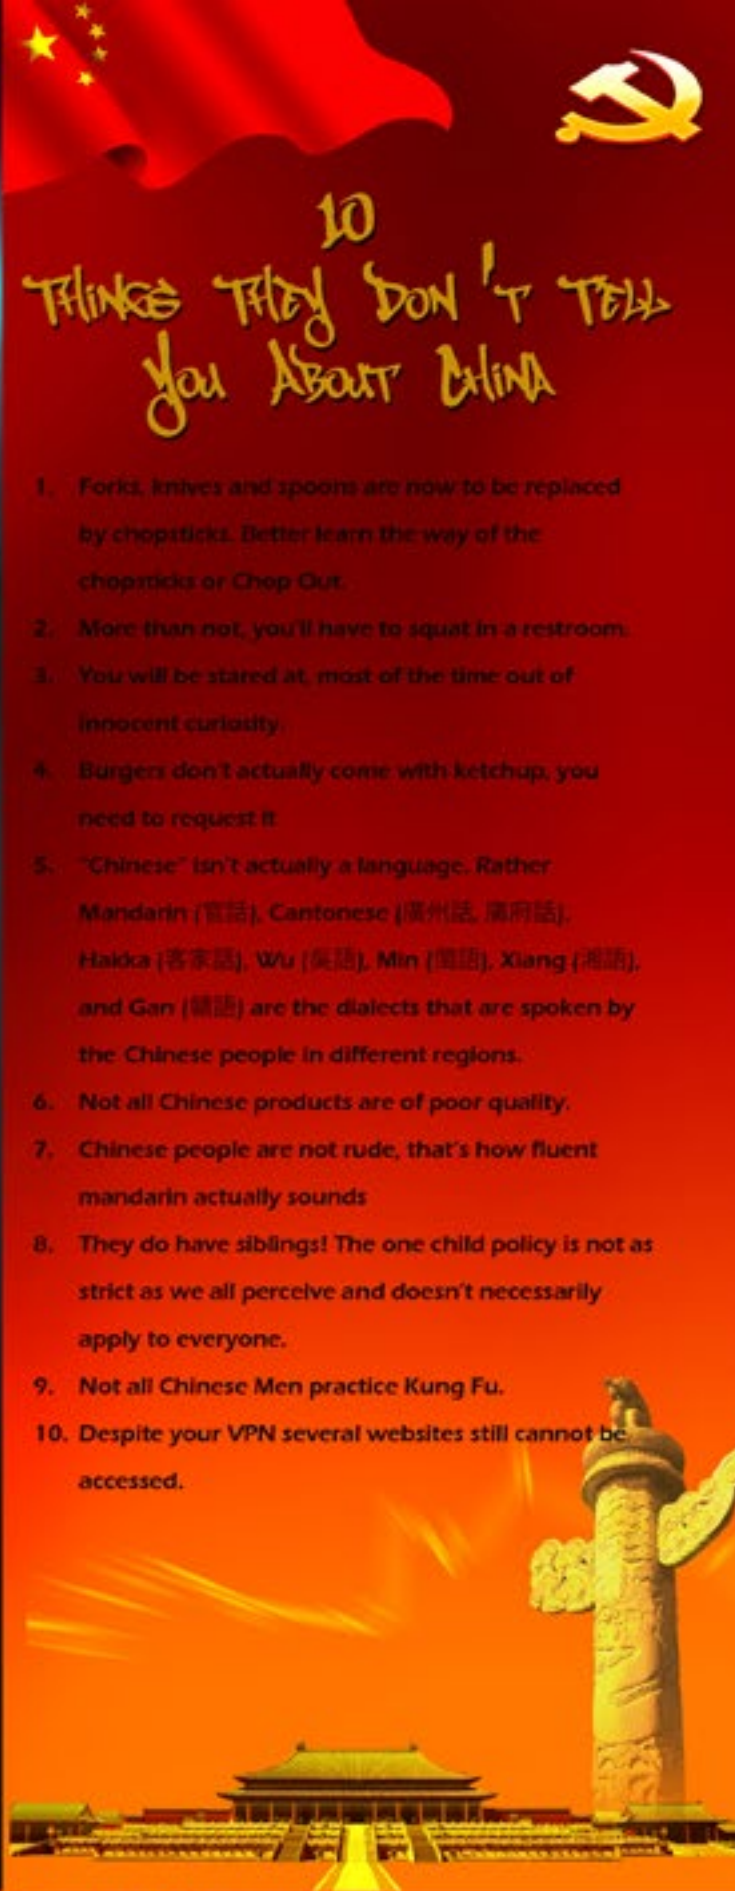 10
THINGS THEY DON'T TELL
YOU ABOUT CHINA
1. Forks, knives and spoons are now to be replaced
by chopsticks. Better learn the way of the
chopsticks or Chop Out.
2. More than not, you'll have to squat in a restroom.
3. You will be stared at, most of the time out of
innocent curiosity.
4. Burgers don't actually come with ketchup, you
need to request it
5. "Chinese" isn't actually a language. Rather
Mandarin (官話), Cantonese (廣州話, 廣府話),
Hakka (客家話), Wu (吳語), Min (閩語), Xiang (湘語),
and Gan (贛語) are the dialects that are spoken by
the Chinese people in different regions.
6. Not all Chinese products are of poor quality.
7. Chinese people are not rude, that's how fluent
mandarin actually sounds
8. They do have siblings! The one child policy is not as
strict as we all perceive and doesn't necessarily
apply to everyone.
9. Not all Chinese Men practice Kung Fu.
10. Despite your VPN several websites still cannot be
accessed.